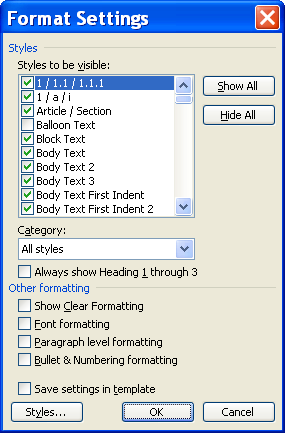 Format Settings
Styles
Styles to be visible:
1 / 1.1 / 1.1.1
1 / a / i
Article / Section
Balloon Text
Block Text
Body Text
Body Text 2
Body Text 3
Body Text First Indent
Body Text First Indent 2
Show All
Hide All
Category:
All styles
Always show Heading 1 through 3
Other formatting
Show Clear Formatting
Font formatting
Paragraph level formatting
Bullet & Numbering formatting
Save settings in template
Styles... OK Cancel